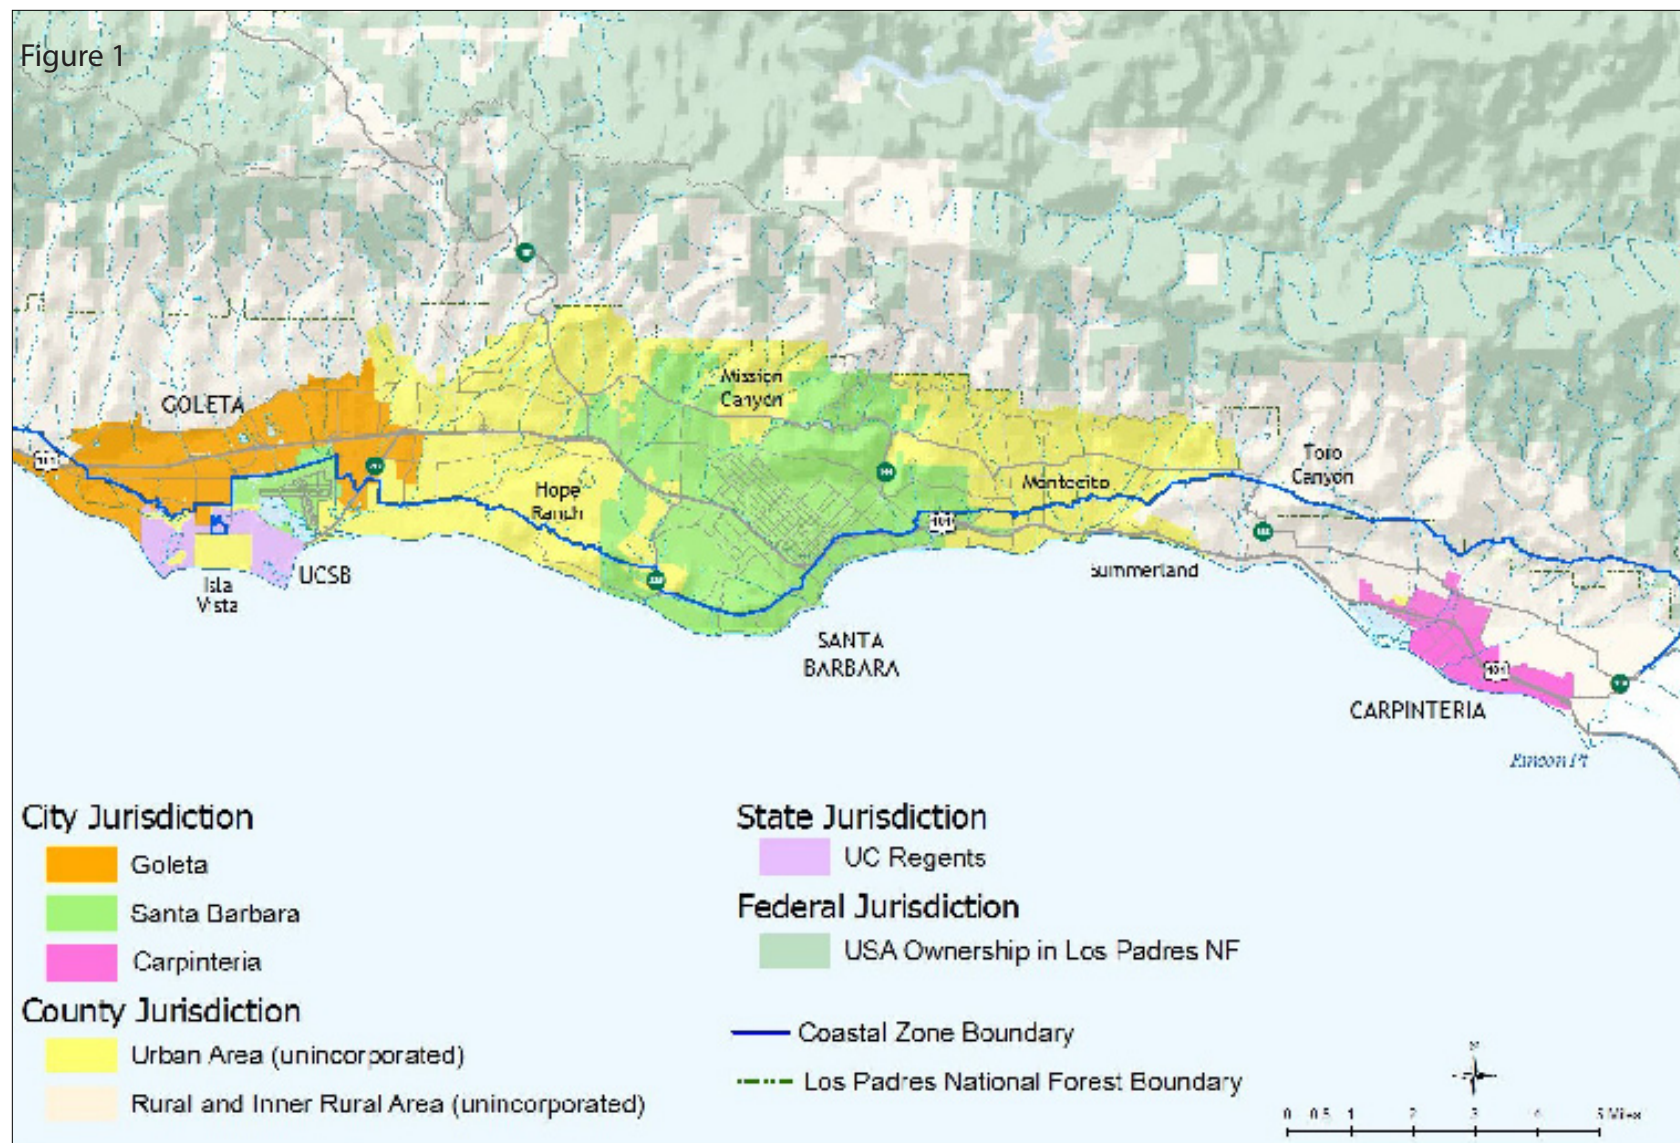 Figure 1
GOLETA
Mission
Canyon
Toro
Canyon
101
Hope
Ranch
Montecito
101
UCSB
Isla
Vista
Summerland
SANTA
BARBARA
101
CARPINTERIA
Rincon Pt
City Jurisdiction
Goleta
Santa Barbara
Carpinteria
County Jurisdiction
Urban Area (unincorporated)
Rural and Inner Rural Area (unincorporated)
State Jurisdiction
UC Regents
Federal Jurisdiction
USA Ownership in Los Padres NF
Coastal Zone Boundary
Los Padres National Forest Boundary
N
0 0.5 1 2 3 4 5 Miles